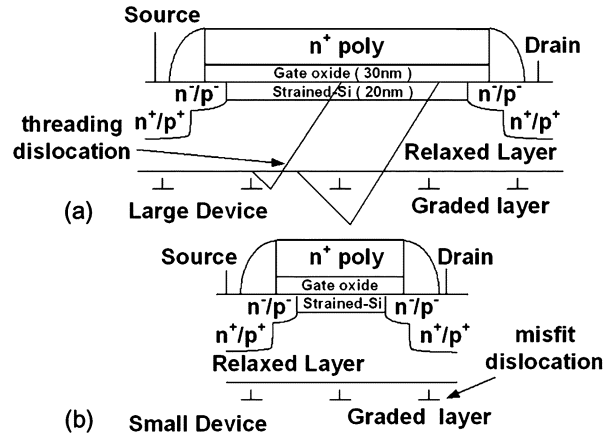 Source
n+ poly
Drain
Gate oxide ( 30nm )
n-/p-
Strained-Si ( 20nm )
n-/p-
n+/p+
n+/p+
threading
dislocation
Relaxed Layer
(a)
Large Device
Graded layer
Source
n+ poly
Drain
Gate oxide
n-/p-
Strained-Si
n-/p-
n+/p+
n+/p+
misfit
dislocation
Relaxed Layer
(b)
Small Device
Graded layer